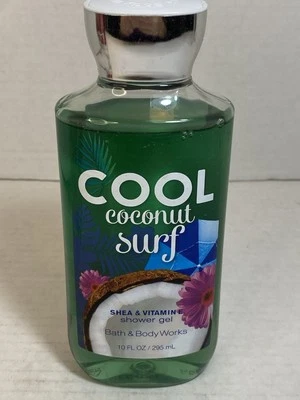 COOL
coconut
surf
SHEA & VITAMIN E
shower gel
Bath & Body Works
10 FL OZ / 295 mL